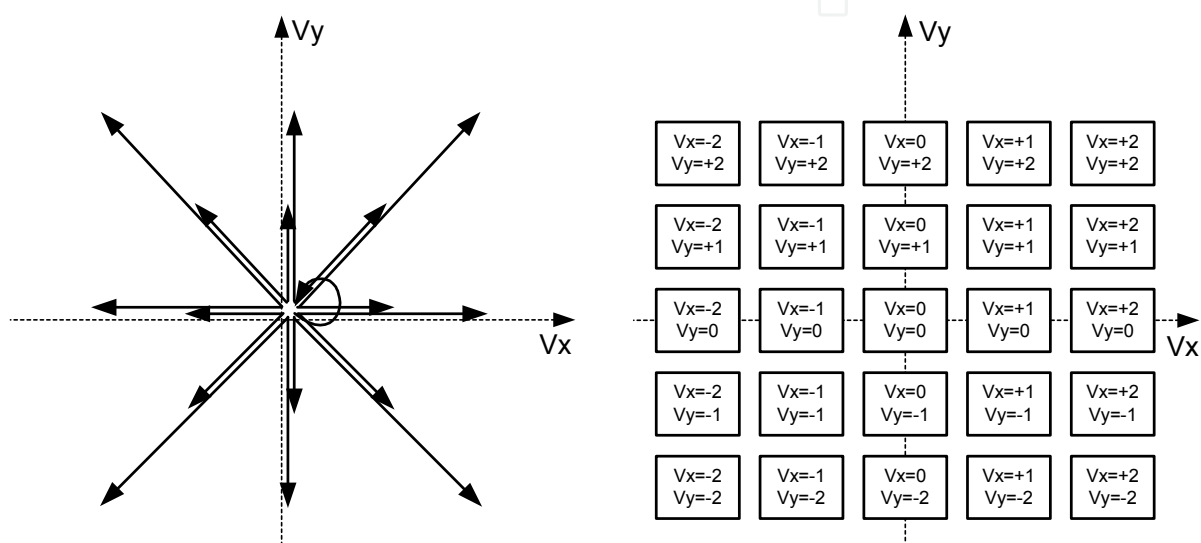 Vy
Vx
Vy
Vx=-2
Vy=+2
Vx=-1
Vy=+2
Vx=0
Vy=+2
Vx=+1
Vy=+2
Vx=+2
Vy=+2
Vx=-2
Vy=+1
Vx=-1
Vy=+1
Vx=0
Vy=+1
Vx=+1
Vy=+1
Vx=+2
Vy=+1
Vx=-2
Vy=0
Vx=-1
Vy=0
Vx=0
Vy=0
Vx=+1
Vy=0
Vx=+2
Vy=0
Vx
Vx=-2
Vy=-1
Vx=-1
Vy=-1
Vx=0
Vy=-1
Vx=+1
Vy=-1
Vx=+2
Vy=-1
Vx=-2
Vy=-2
Vx=-1
Vy=-2
Vx=0
Vy=-2
Vx=+1
Vy=-2
Vx=+2
Vy=-2